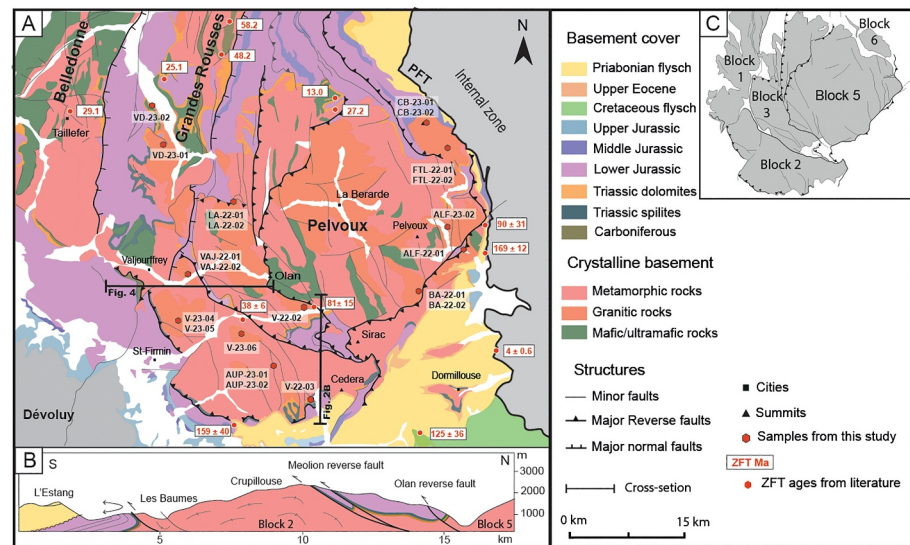 A
Belledonne
Grandes Rousses
58.2
48.2
25.1
29.1
Taillefer
VD-23-02
VD-23-01
13.0
27.2
N
PFT
Internal zone
CB-23-01
CB-23-02
FTL-22-01
FTL-22-02
La Berarde
LA-22-01
LA-22-02
Pelvoux
Pelvoux
ALF-23-02
90 ± 31
ALF-22-01
169 ± 12
Valjouffrey
VAJ-22-01
VAJ-22-02
Olan
Fig. 4
BA-22-01
BA-22-02
38 ± 6
81± 15
V-22-02
V-23-04
V-23-05
Sirac
V-23-06
4 ± 0.6
St-Firmin
AUP-23-01
AUP-23-02
V-22-03
Cedera
Dormillouse
Fig. 2B
Dévoluy
159 ± 40
125 ± 36
B
S
N
m
3000
2000
1000
Meolion reverse fault
Crupillouse
Olan reverse fault
L'Estang
Les Baumes
Block 2
Block 5
5
10
15
km
Basement cover
Priabonian flysch
Upper Eocene
Cretaceous flysch
Upper Jurassic
Middle Jurassic
Lower Jurassic
Triassic dolomites
Triassic spilites
Carboniferous
Crystalline basement
Metamorphic rocks
Granitic rocks
Mafic/ultramafic rocks
Structures
Minor faults
Major Reverse faults
Major normal faults
Cross-setion
0 km
15 km
C
Block
6
Block
1
Block
3
Block 5
Block 2
Cities
Summits
Samples from this study
ZFT Ma
ZFT ages from literature